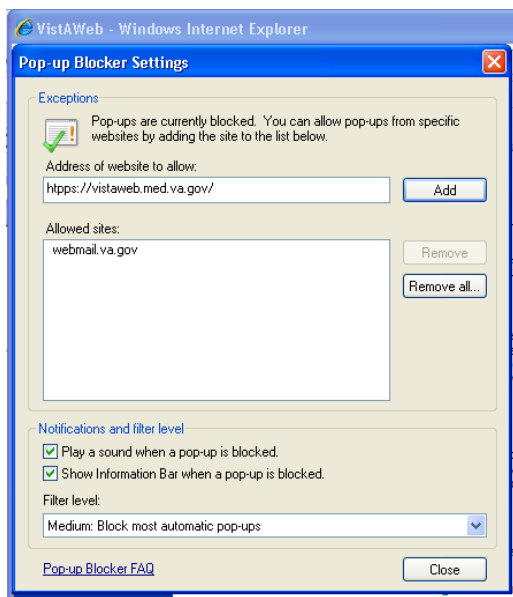 VistAWeb - Windows Internet Explorer
Pop-up Blocker Settings
Exceptions
Pop-ups are currently blocked. You can allow pop-ups from specific
websites by adding the site to the list below.
Address of website to allow:
htpps://vistaweb.med.va.gov/
Add
Allowed sites:
webmail.va.gov
Remove
Remove all...
Notifications and filter level
Play a sound when a pop-up is blocked.
Show Information Bar when a pop-up is blocked.
Filter level:
Medium: Block most automatic pop-ups
Pop-up Blocker FAQ
Close